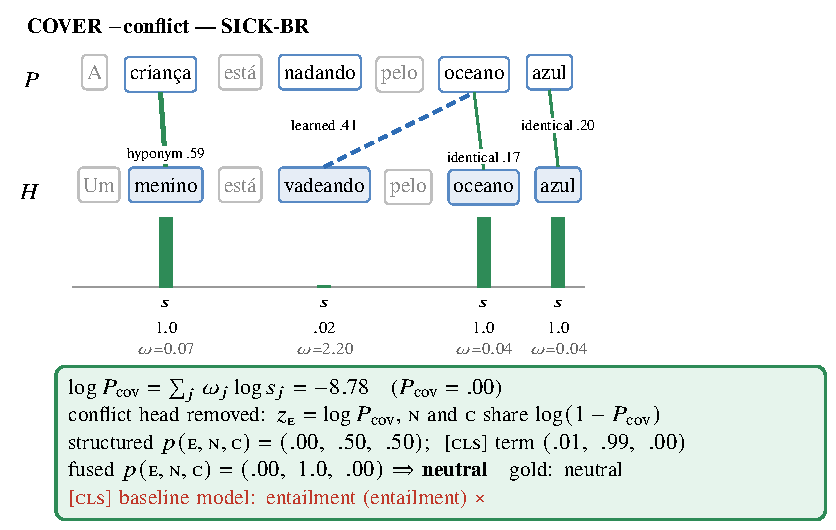 COVER −conflict — SICK-BR
P A criança está nadando pelo oceano azul
learned .41
identical .20
hyponym .59
identical .17
H Um menino está vadeando pelo oceano azul
s s s s
1.0 .02 1.0 1.0
ω=0.07 ω=2.20 ω=0.04 ω=0.04
log P_cov = ∑_j ω_j log s_j = −8.78 (P_cov = .00)
conflict head removed: z_E = log P_cov, N and C share log(1 − P_cov)
structured p(E, N, C) = (.00, .50, .50); [CLS] term (.01, .99, .00)
fused p(E, N, C) = (.00, 1.0, .00) ⟹ neutral gold: neutral
[CLS] baseline model: entailment (entailment) ×